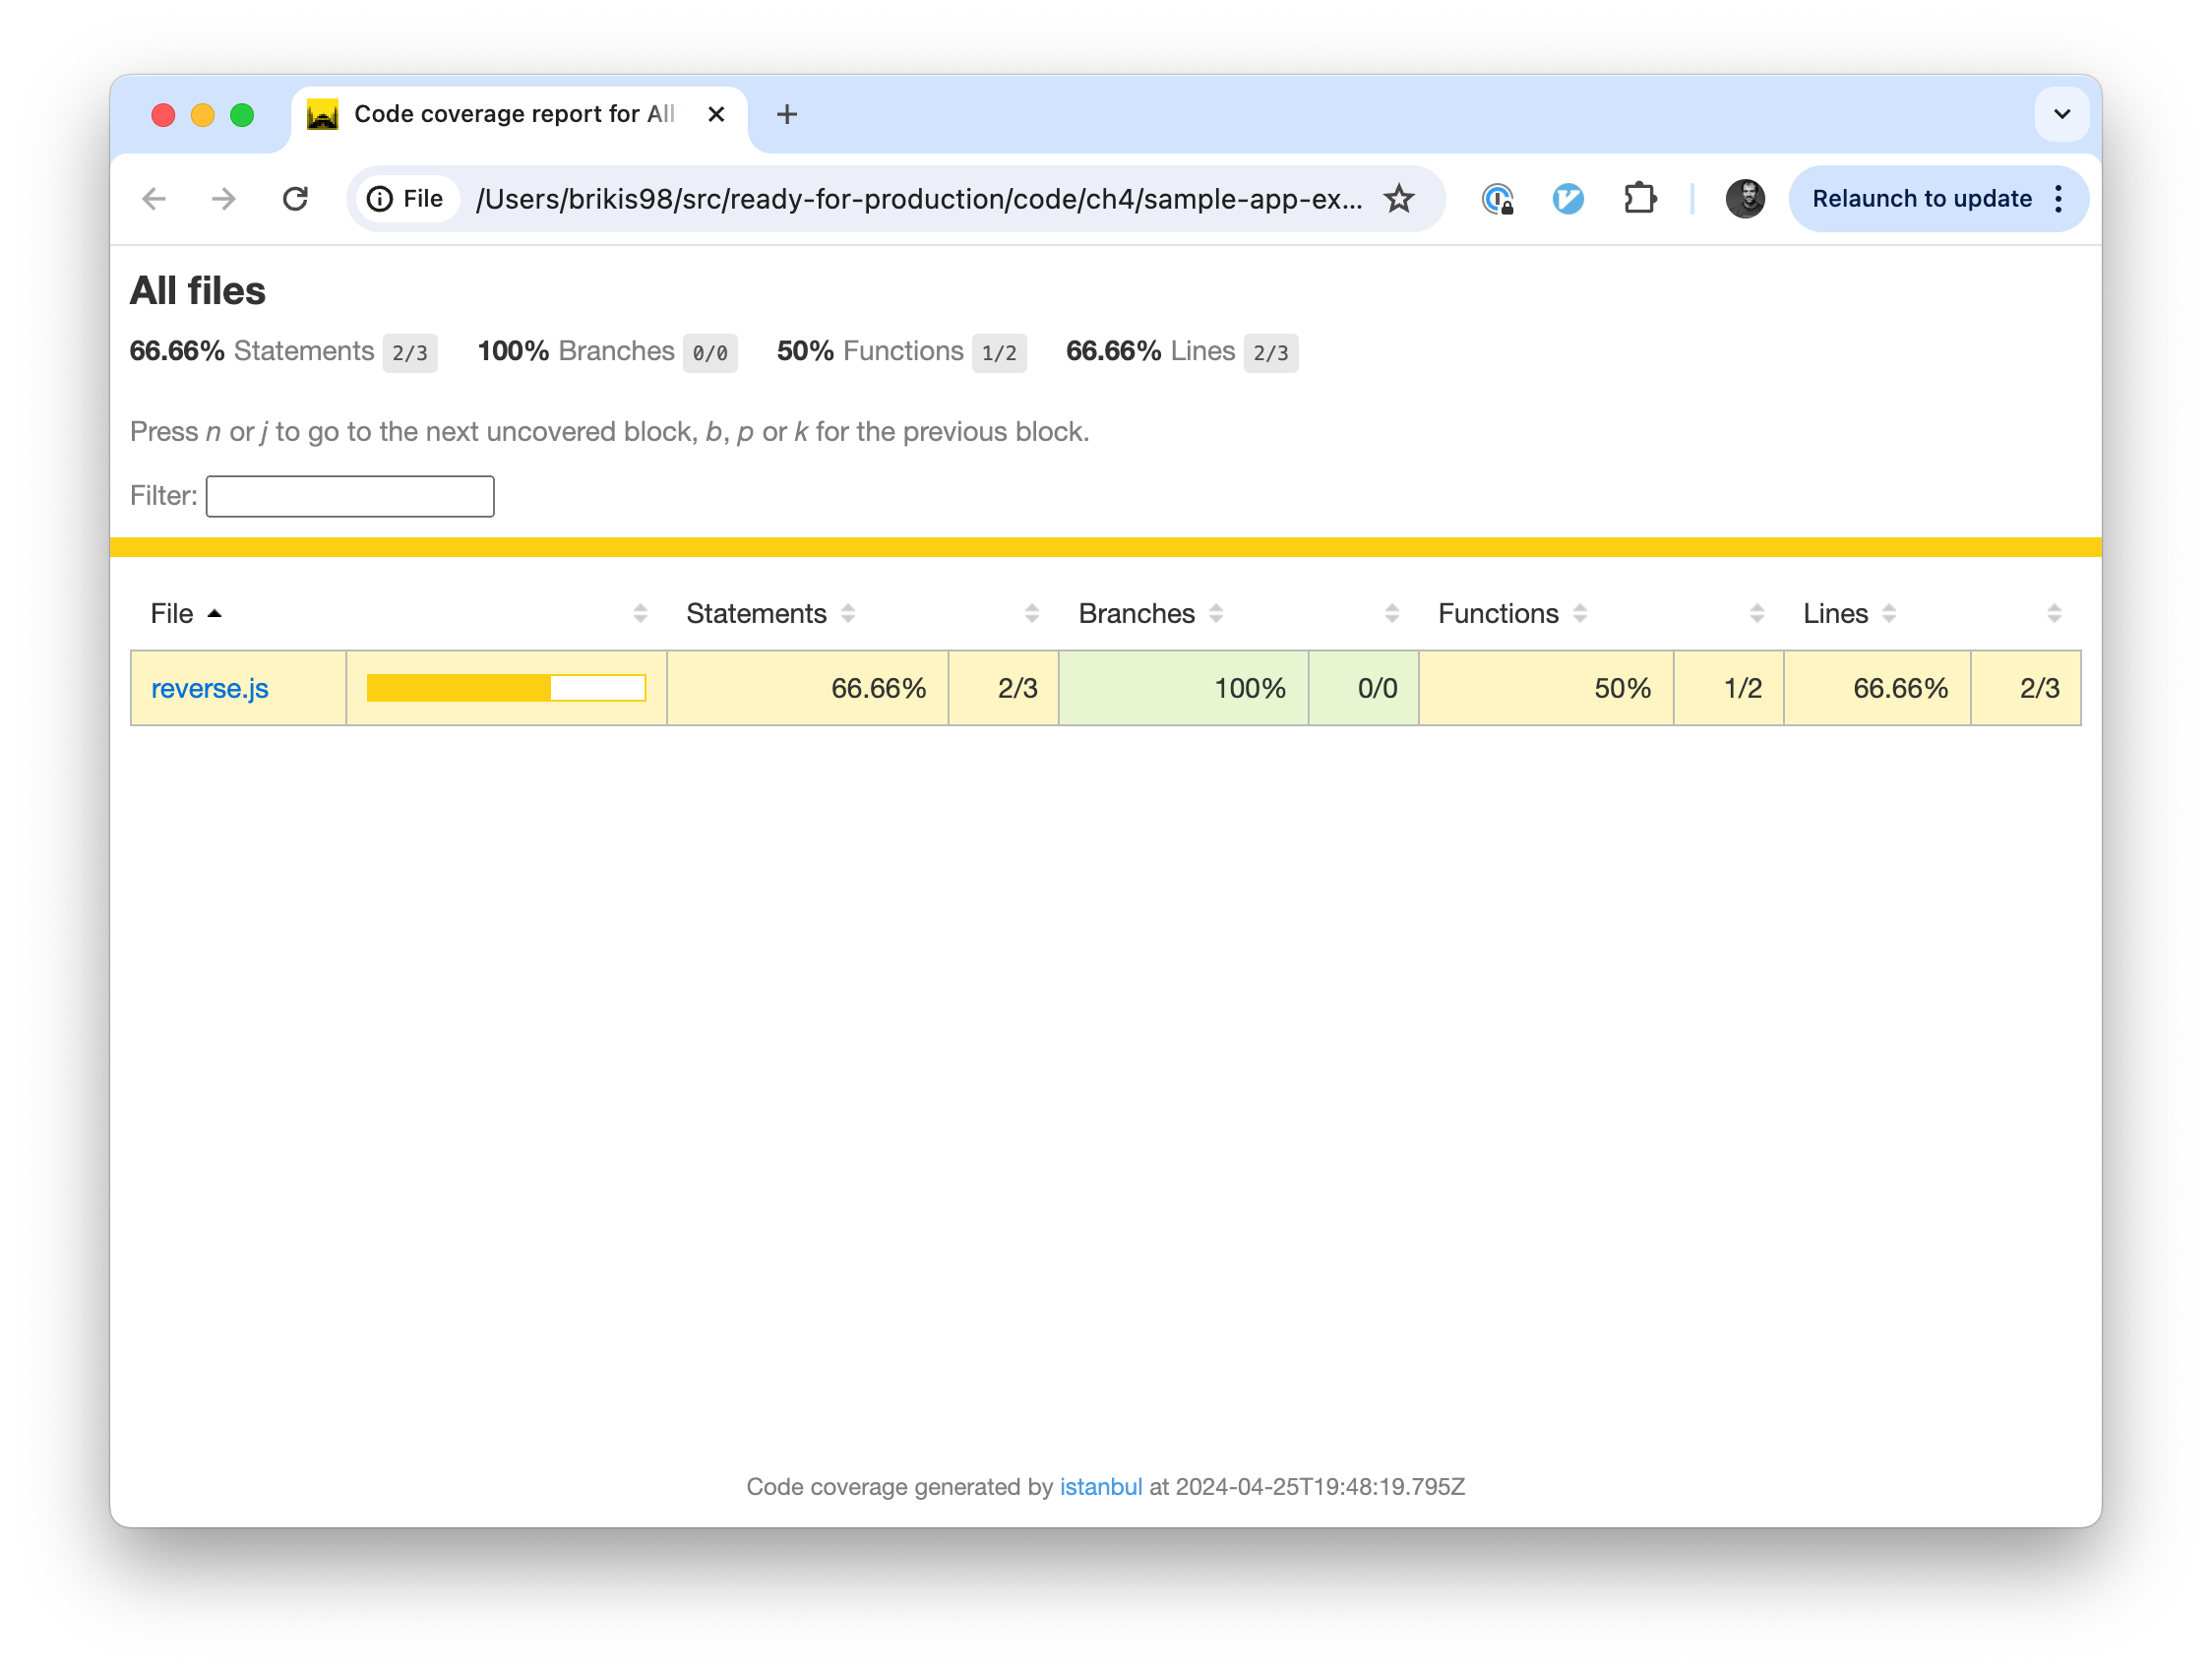 Code coverage report for All
File /Users/brikis98/src/ready-for-production/code/ch4/sample-app-ex... Relaunch to update
All files
66.66% Statements 2/3 100% Branches 0/0 50% Functions 1/2 66.66% Lines 2/3
Press n or j to go to the next uncovered block, b, p or k for the previous block.
Filter:
File Statements Branches Functions Lines
reverse.js 66.66% 2/3 100% 0/0 50% 1/2 66.66% 2/3
Code coverage generated by istanbul at 2024-04-25T19:48:19.795Z